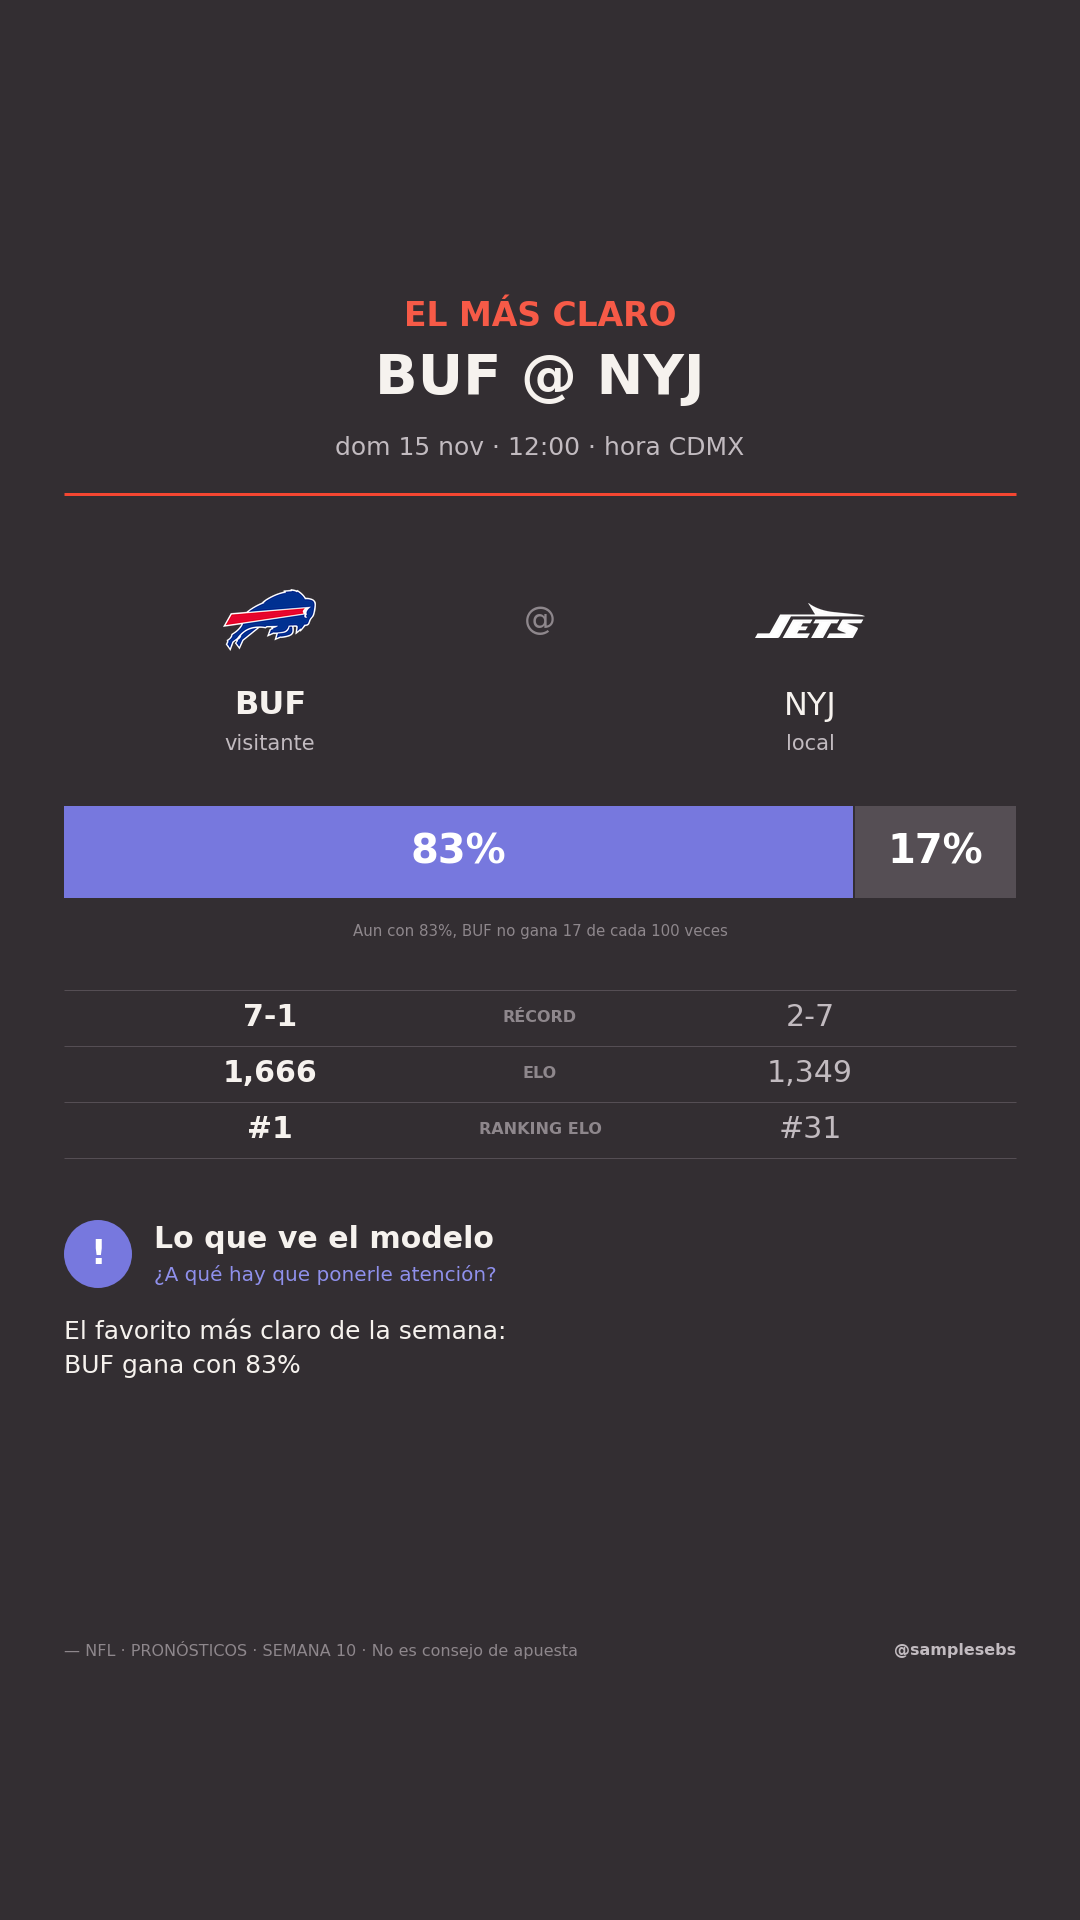 EL MÁS CLARO
BUF @ NYJ
dom 15 nov · 12:00 · hora CDMX
@
JETS
BUF
NYJ
visitante
local
83%
17%
Aun con 83%, BUF no gana 17 de cada 100 veces
7-1 RÉCORD 2-7
1,666 ELO 1,349
#1 RANKING ELO #31
!
Lo que ve el modelo
¿A qué hay que ponerle atención?
El favorito más claro de la semana:
BUF gana con 83%
— NFL · PRONÓSTICOS · SEMANA 10 · No es consejo de apuesta
@samplesebs